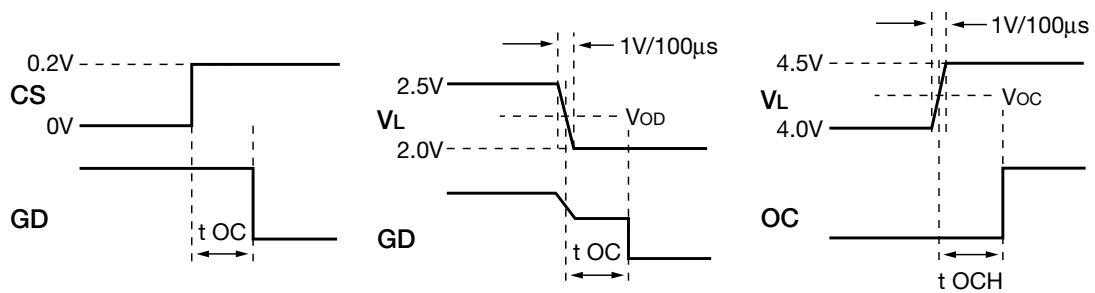 0.2V
CS
0V
GD
t OC
1V/100µs
2.5V
VL
VOD
2.0V
GD
t OC
1V/100µs
4.5V
VL
VOC
4.0V
OC
t OCH